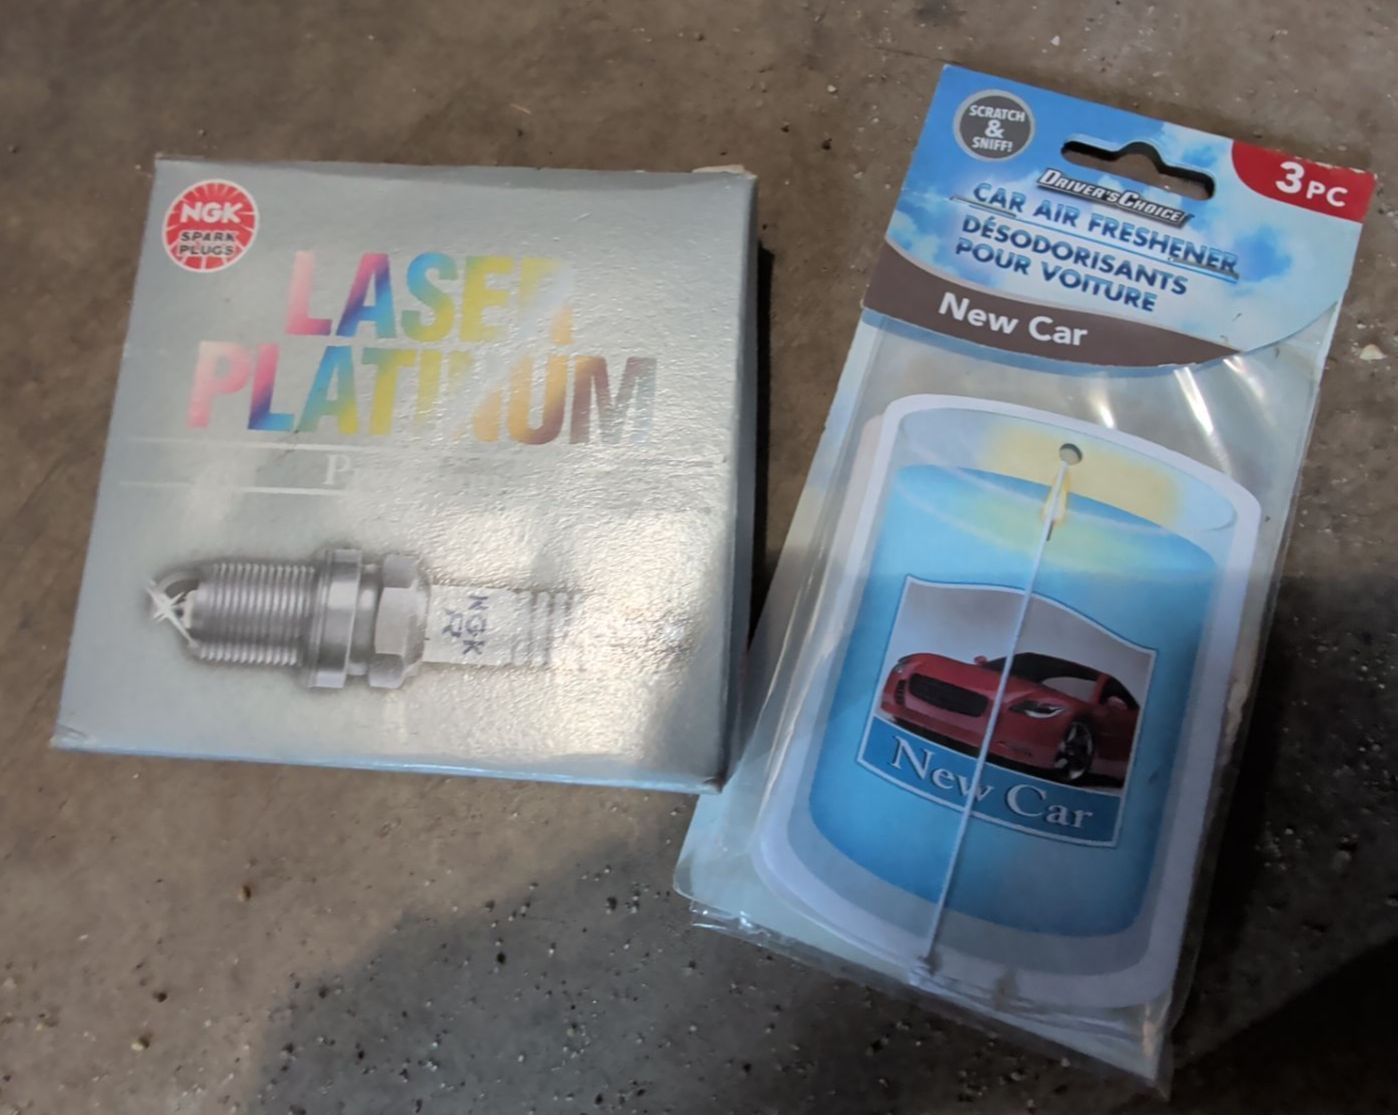 NGK
SPARK
PLUGS
LASER
PLATINUM
NGK
R
SCRATCH
&
SNIFF!
3PC
DRIVER'S CHOICE
CAR AIR FRESHENER
DÉSODORISANTS
POUR VOITURE
New Car
New Car